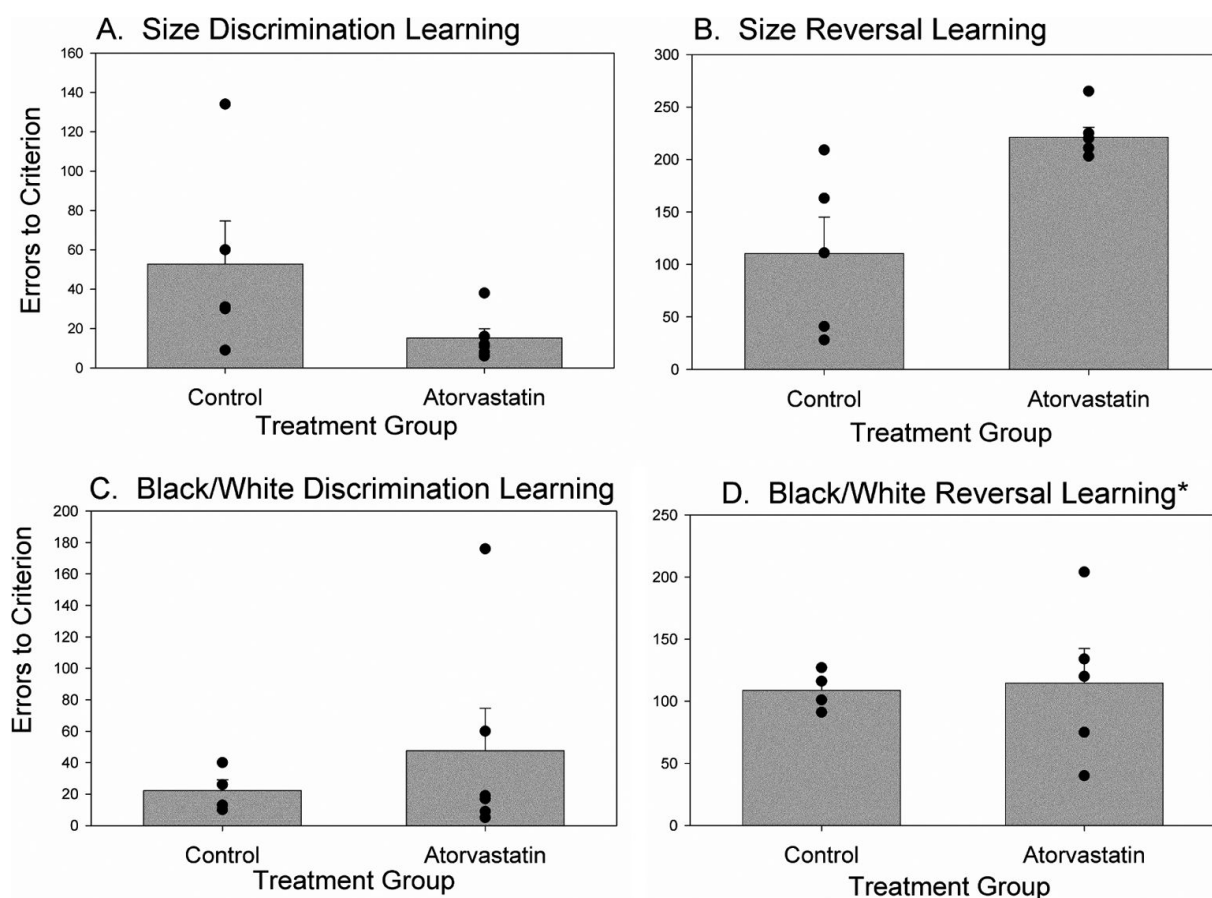 A. Size Discrimination Learning
160
140
120
100
80
60
40
20
0
Errors to Criterion
Control
Atorvastatin
Treatment Group
B. Size Reversal Learning
300
250
200
150
100
50
0
Control
Atorvastatin
Treatment Group
C. Black/White Discrimination Learning
200
180
160
140
120
100
80
60
40
20
0
Errors to Criterion
Control
Atorvastatin
Treatment Group
D. Black/White Reversal Learning*
250
200
150
100
50
0
Control
Atorvastatin
Treatment Group